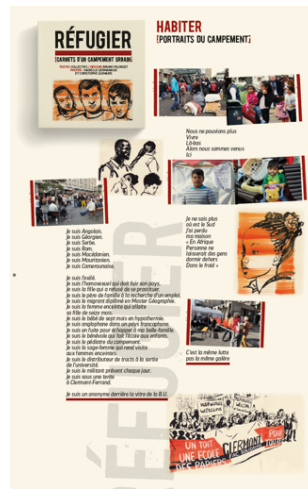 RÉFUGIER
[CARNETS D'UN CAMPEMENT URBAIN]
HABITER
[PORTRAITS DU CAMPEMENT]
Nous ne pouvions plus
Vivre
Là-bas
Alors nous sommes venus
Ici
Je ne sais plus
où est le Sud
J'ai perdu
ma maison
« En Afrique
Personne ne
laisserait des gens
dormir dehors
Dans le froid »
Je suis Angolais.
Je suis Géorgien.
Je suis Serbe.
Je suis Rom.
Je suis Macédonien.
Je suis Mauritanien.
Je suis Camerounaise.
Je suis l'exilé.
Je suis l'homosexuel qui doit fuir son pays.
Je suis la fille qui a refusé de se prostituer.
Je suis le père de famille à la recherche d'un emploi.
Je suis le migrant diplômé en Master Géographie.
Je suis la femme enceinte qui allaite
sa fille de seize mois.
Je suis le bébé de sept mois en hypothermie.
Je suis anglophone dans un pays francophone.
Je suis en fuite pour échapper à ma belle-famille.
Je suis la bénévole qui fait l'école aux enfants.
Je suis le pédiatre du campement.
Je suis la sage-femme qui rend visite
aux femmes enceintes.
Je suis le distributeur de tracts à la sortie
de l'université.
Je suis le militant présent chaque jour.
Je suis sous une tente
à Clermont-Ferrand.
Je suis un anonyme derrière la vitre de la B.U.
C'est la même lutte
pas la même galère
RÉFUGIER
UN TOIT
UNE ÉCOLE
DES PAPIERS
CLERMONT
POUR